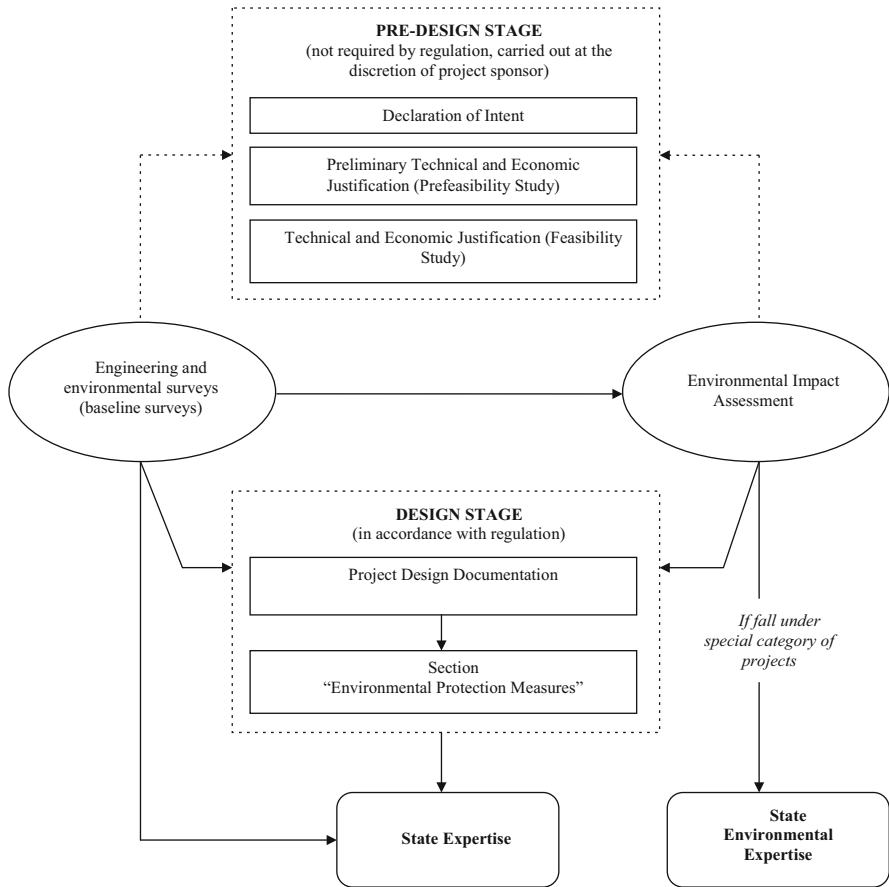 PRE-DESIGN STAGE
(not required by regulation, carried out at the
discretion of project sponsor)
Declaration of Intent
Preliminary Technical and Economic
Justification (Prefeasibility Study)
Technical and Economic Justification (Feasibility
Study)
Engineering and
environmental surveys
(baseline surveys)
Environmental Impact
Assessment
DESIGN STAGE
(in accordance with regulation)
Project Design Documentation
Section
“Environmental Protection Measures”
If fall under
special category of
projects
State Expertise
State
Environmental
Expertise